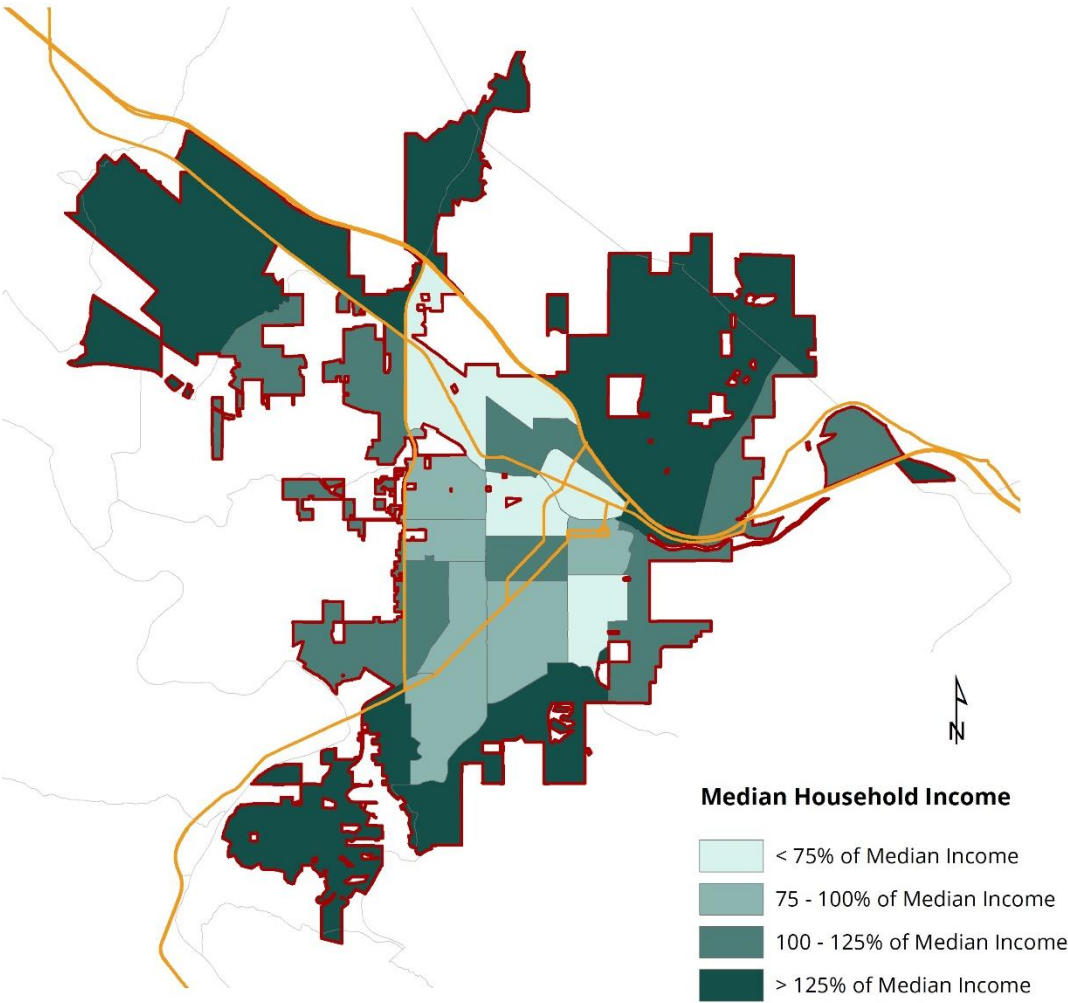 N
Median Household Income
< 75% of Median Income
75 - 100% of Median Income
100 - 125% of Median Income
> 125% of Median Income